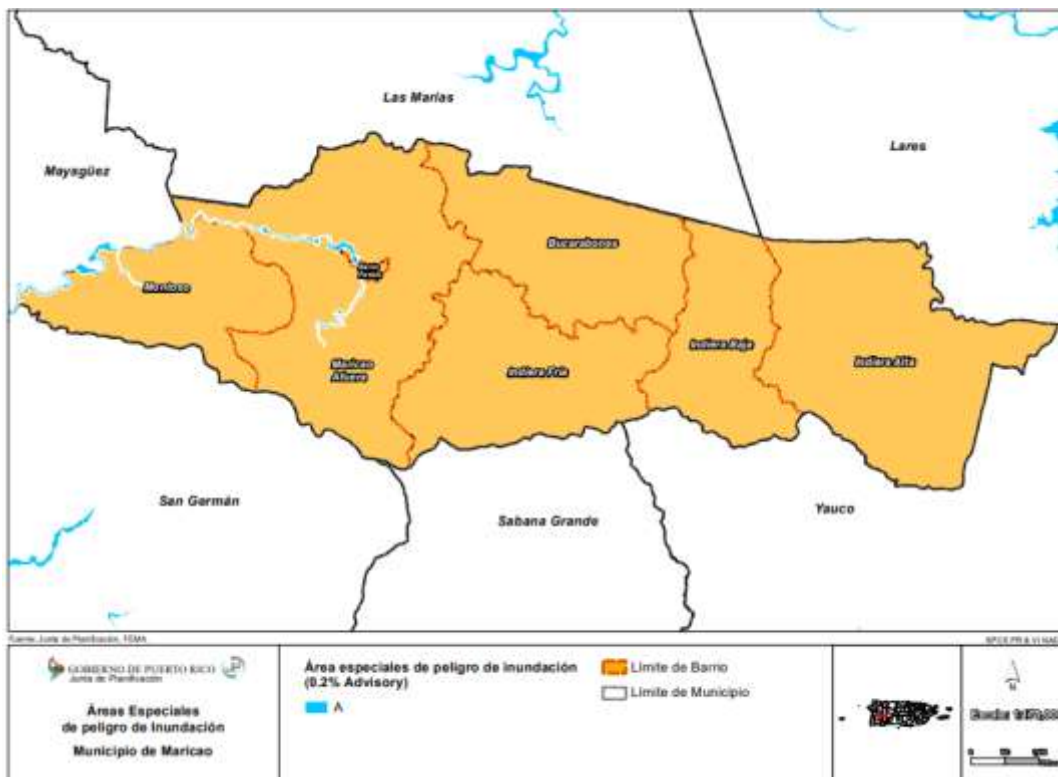 Las Marías
Lares
Mayagüez
Bucarabones
Montoso
Indiera Baja
Maricao
Afuera
Indiera Fría
Indiera Alta
San Germán
Sabana Grande
Yauco
Fuente: Junta de Planificación, FEMA
GOBIERNO DE PUERTO RICO
Junta de Planificación
Áreas Especiales
de peligro de Inundación
Municipio de Maricao
Área especiales de peligro de inundación
(0.2% Advisory)
A
Límite de Barrio
Límite de Municipio